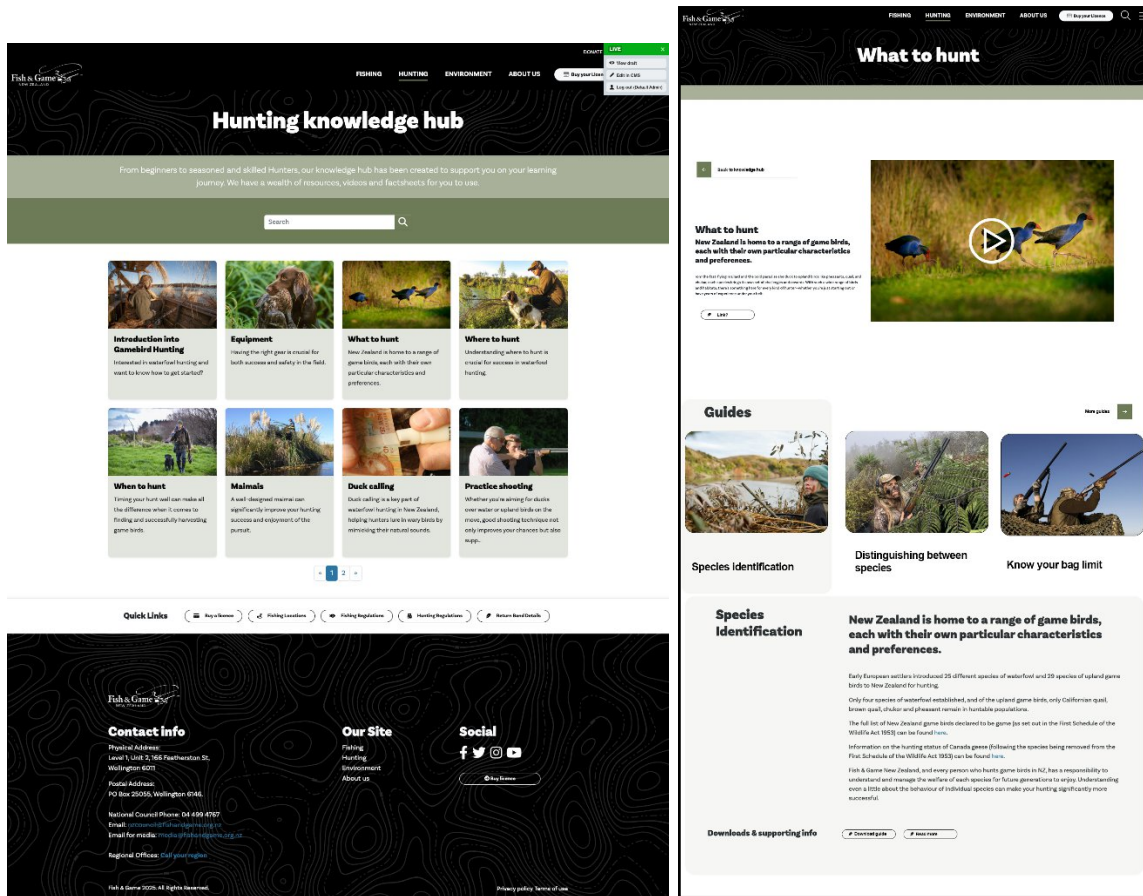 DONATE
LIVE
x
View draft
Edit in CMS
Log out (Default Admin)
Fish & Game
NEW ZEALAND
FISHING
HUNTING
ENVIRONMENT
ABOUT US
Buy your Licence
Hunting knowledge hub
From beginners to seasoned and skilled Hunters, our knowledge hub has been created to support you on your learning
journey. We have a wealth of resources, videos and factsheets for you to use.
Search
Introduction into
Gamebird Hunting
Interested in waterfowl hunting and
want to know how to get started?
Equipment
Having the right gear is crucial for
both success and safety in the field.
What to hunt
New Zealand is home to a range of
game birds, each with their own
particular characteristics and
preferences.
Where to hunt
Understanding where to hunt is
crucial for success in waterfowl
hunting.
When to hunt
Timing your hunt well can make all
the difference when it comes to
finding and successfully harvesting
game birds.
Maimais
A well-designed maimai can
significantly improve your hunting
success and enjoyment of the
pursuit.
Duck calling
Duck calling is a key part of
waterfowl hunting in New Zealand,
helping hunters lure in wary birds by
mimicking their natural sounds.
Practice shooting
Whether you're aiming for ducks
over water or upland birds on the
move, good shooting technique not
only improves your chances but also
supp..
« 1 2 »
Quick Links
Buy a licence
Fishing Locations
Fishing Regulations
Hunting Regulations
Return Band Details
Fish & Game
NEW ZEALAND
Contact info
Physical Address:
Level 1, Unit 2, 166 Featherston St,
Wellington 6011
Postal Address:
PO Box 25055, Wellington 6146.
National Council Phone: 04 499 4767
Email: nzcouncil@fishandgame.org.nz
Email for media: media@fishandgame.org.nz
Regional Offices: Call your region
Our Site
Fishing
Hunting
Environment
About us
Social
Buy licence
Fish & Game 2025. All Rights Reserved.
Privacy policy Terms of use
Fish & Game
NEW ZEALAND
FISHING
HUNTING
ENVIRONMENT
ABOUT US
Buy your Licence
What to hunt
Back to knowledge hub
What to hunt
New Zealand is home to a range of game birds,
each with their own particular characteristics
and preferences.
Link?
Guides
More guides
Species Identification
Distinguishing between
species
Know your bag limit
Species
Identification
New Zealand is home to a range of game birds,
each with their own particular characteristics
and preferences.
Early European settlers introduced 25 different species of waterfowl and 29 species of upland game
birds to New Zealand for hunting.
Only four species of waterfowl established, and of the upland game birds, only Californian quail,
brown quail, chukor and pheasant remain in huntable populations.
The full list of New Zealand game birds declared to be game (as set out in the First Schedule of the
Wildlife Act 1953) can be found here.
Information on the hunting status of Canada geese (following the species being removed from the
First Schedule of the Wildlife Act 1953) can be found here.
Fish & Game New Zealand, and every person who hunts game birds in NZ, has a responsibility to
understand and manage the welfare of each species for future generations to enjoy. Understanding
even a little about the behaviour of individual species can make your hunting significantly more
successful.
Downloads & supporting info
Download guide
Read more